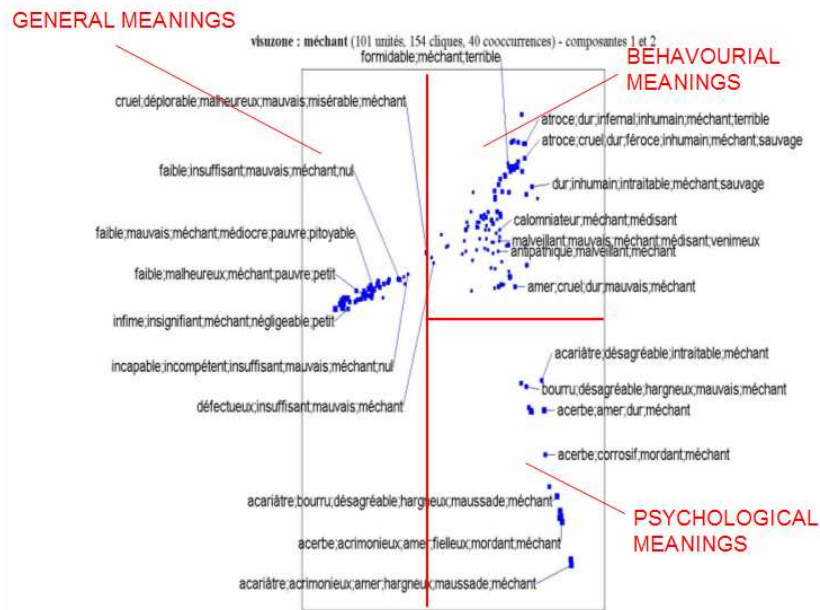 GENERAL MEANINGS
visuzone : méchant (101 unités, 154 cliques, 40 cooccurrences) - composantes 1 et 2
formidable;méchant;terrible
BEHAVOURIAL
MEANINGS
cruel;déplorable;malheureux;mauvais;misérable;méchant
atroce;dur;infernal;inhumain;méchant;terrible
atroce;cruel;dur;féroce;inhumain;méchant;sauvage
faible;insuffisant;mauvais;méchant;nul
dur;inhumain;intraitable;méchant;sauvage
calomniateur;méchant;médisant
faible;mauvais;méchant;médiocre;pauvre;pitoyable
malveillant;mauvais;méchant;médisant;venimeux
antipathique;malveillant;méchant
faible;malheureux;méchant;pauvre;petit
amer;cruel;dur;mauvais;méchant
infime;insignifiant;méchant;négligeable;petit
acariâtre;désagréable;intraitable;méchant
incapable;incompétent;insuffisant;mauvais;méchant;nul
bourru;désagréable;hargneux;mauvais;méchant
défectueux;insuffisant;mauvais;méchant
acerbe;amer;dur;méchant
acerbe;corrosif;mordant;méchant
acariâtre;bourru;désagréable;hargneux;maussade;méchant
PSYCHOLOGICAL
MEANINGS
acerbe;acrimonieux;amer;fielleux;mordant;méchant
acariâtre;acrimonieux;amer;hargneux;maussade;méchant